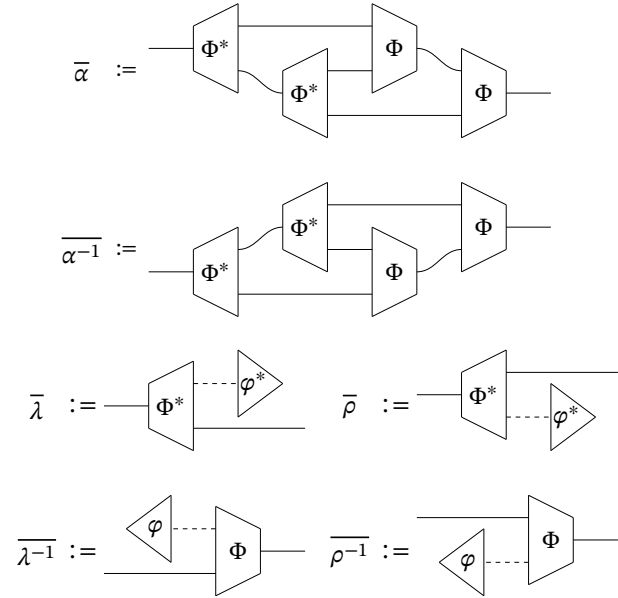 α̅ := Φ* Φ* Φ Φ
α⁻¹̅ := Φ* Φ* Φ Φ
λ̅ := Φ* φ* ρ̅ := Φ* φ*
λ⁻¹̅ := φ Φ ρ⁻¹̅ := φ Φ